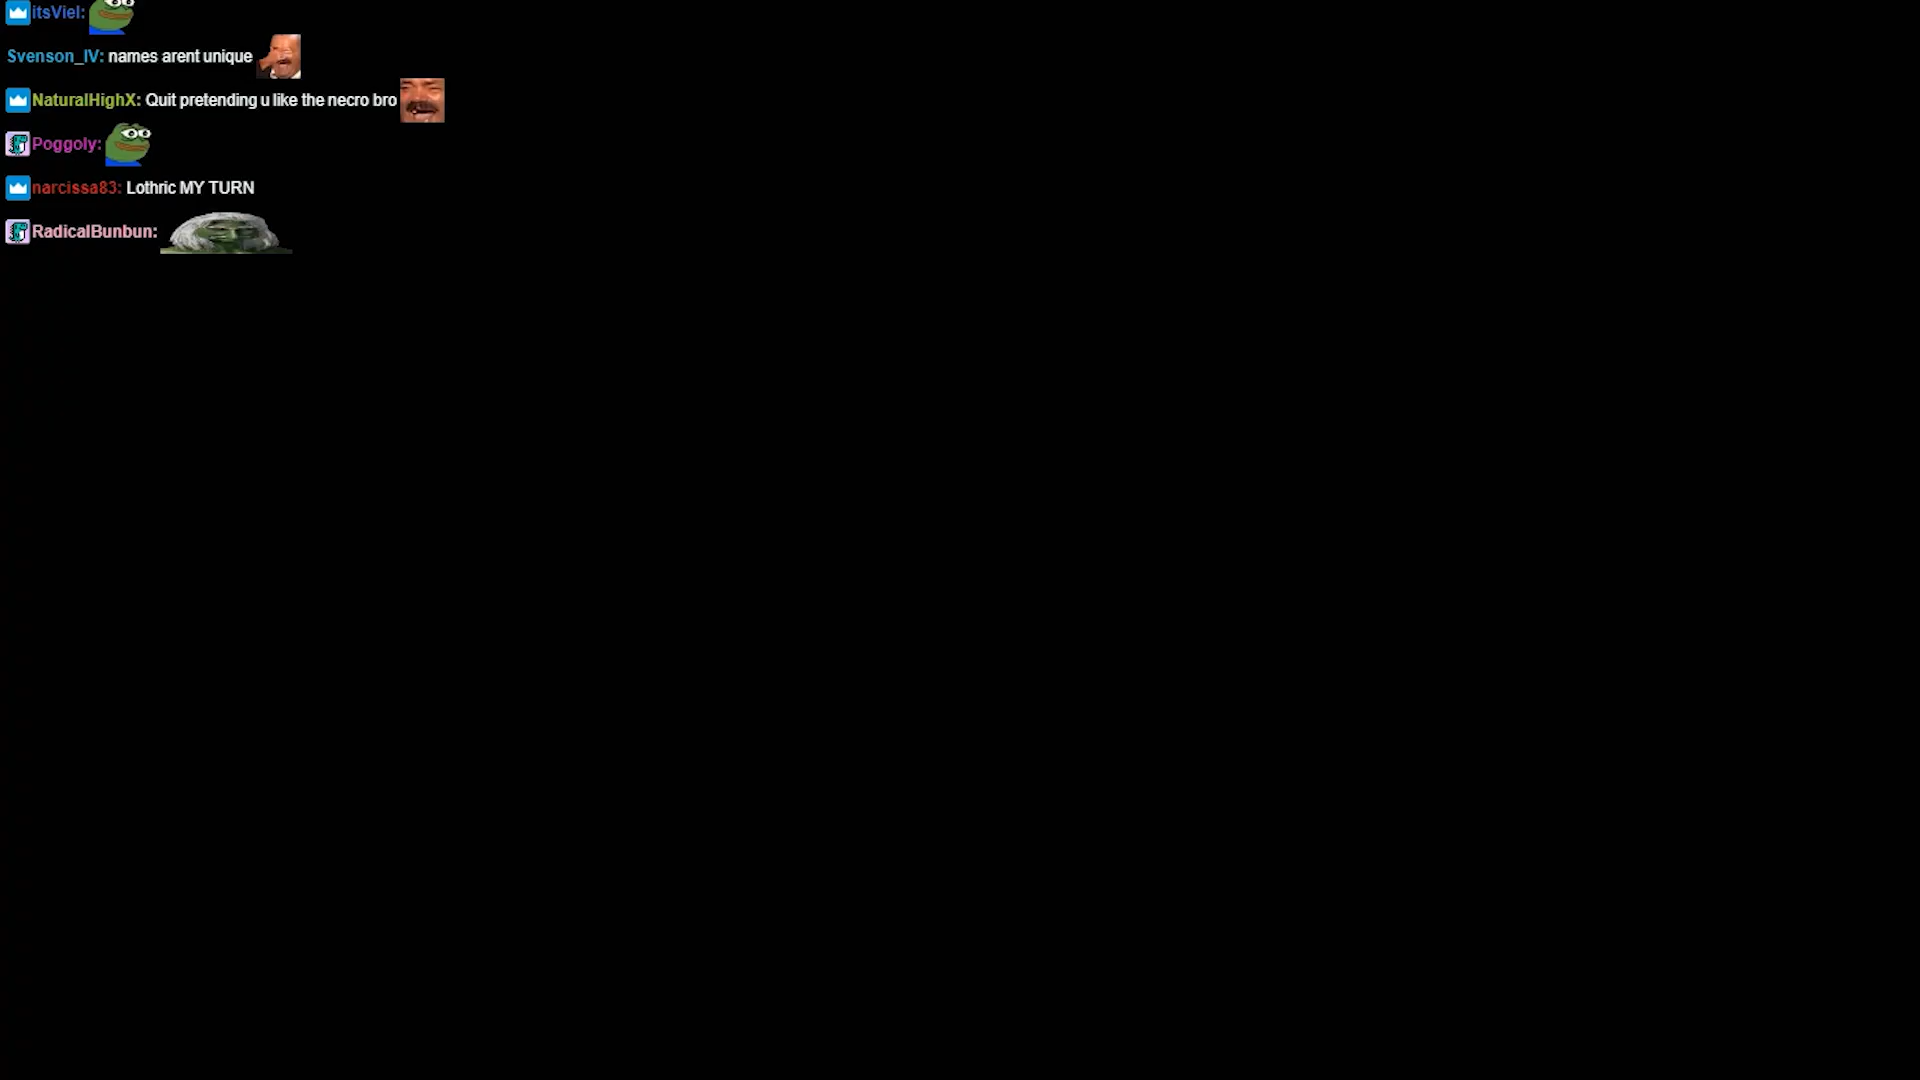 itsViel:
Svenson_IV: names arent unique
NaturalHighX: Quit pretending u like the necro bro
Poggoly:
narcissa83: Lothric MY TURN
RadicalBunbun: